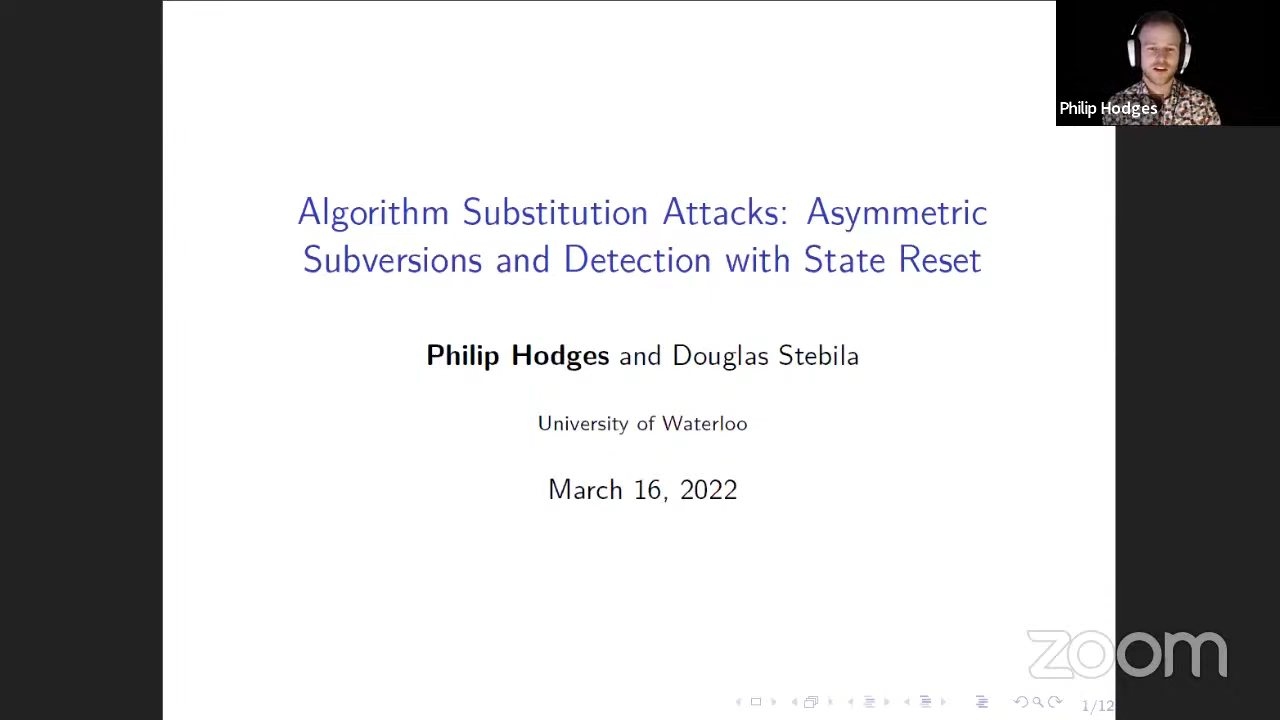 Philip Hodges
Algorithm Substitution Attacks: Asymmetric
Subversions and Detection with State Reset
Philip Hodges and Douglas Stebila
University of Waterloo
March 16, 2022
zoom
1/12